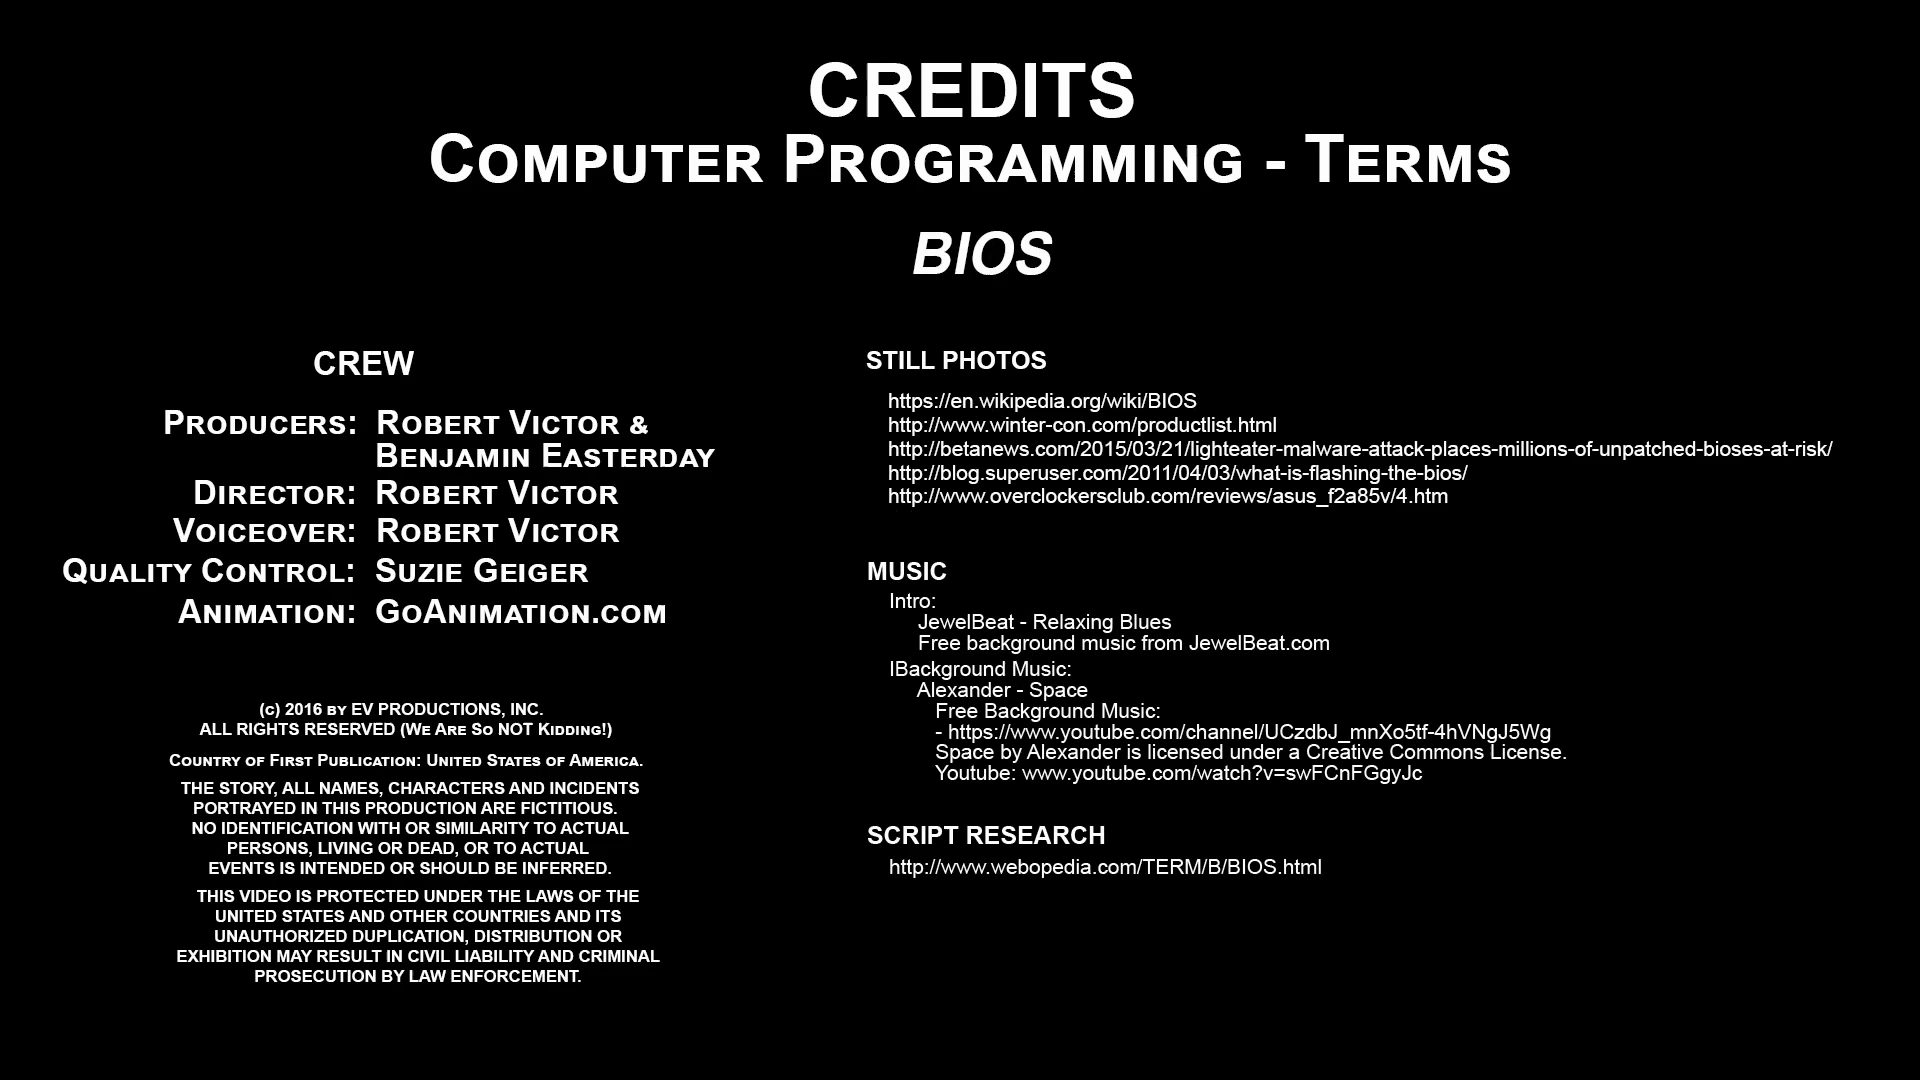 CREDITS
Computer Programming - Terms
BIOS
CREW
Producers: Robert Victor &
Benjamin Easterday
Director: Robert Victor
Voiceover: Robert Victor
Quality Control: Suzie Geiger
Animation: GoAnimation.com
(c) 2016 by EV PRODUCTIONS, INC.
ALL RIGHTS RESERVED (We Are So NOT Kidding!)
Country of First Publication: United States of America.
THE STORY, ALL NAMES, CHARACTERS AND INCIDENTS
PORTRAYED IN THIS PRODUCTION ARE FICTITIOUS.
NO IDENTIFICATION WITH OR SIMILARITY TO ACTUAL
PERSONS, LIVING OR DEAD, OR TO ACTUAL
EVENTS IS INTENDED OR SHOULD BE INFERRED.
THIS VIDEO IS PROTECTED UNDER THE LAWS OF THE
UNITED STATES AND OTHER COUNTRIES AND ITS
UNAUTHORIZED DUPLICATION, DISTRIBUTION OR
EXHIBITION MAY RESULT IN CIVIL LIABILITY AND CRIMINAL
PROSECUTION BY LAW ENFORCEMENT.
STILL PHOTOS
https://en.wikipedia.org/wiki/BIOS
http://www.winter-con.com/productlist.html
http://betanews.com/2015/03/21/lighteater-malware-attack-places-millions-of-unpatched-bioses-at-risk/
http://blog.superuser.com/2011/04/03/what-is-flashing-the-bios/
http://www.overclockersclub.com/reviews/asus_f2a85v/4.htm
MUSIC
Intro:
JewelBeat - Relaxing Blues
Free background music from JewelBeat.com
IBackground Music:
Alexander - Space
Free Background Music:
- https://www.youtube.com/channel/UCzdbJ_mnXo5tf-4hVNgJ5Wg
Space by Alexander is licensed under a Creative Commons License.
Youtube: www.youtube.com/watch?v=swFCnFGgyJc
SCRIPT RESEARCH
http://www.webopedia.com/TERM/B/BIOS.html